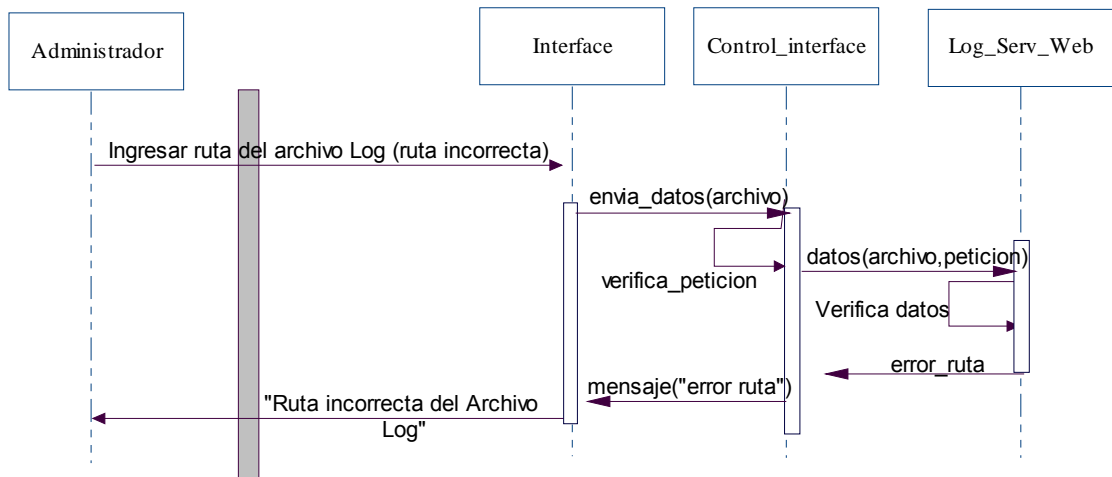 Administrador
Interface
Control_interface
Log_Serv_Web
Ingresar ruta del archivo Log (ruta incorrecta)
envia_datos(archivo)
verifica_peticion
datos(archivo,peticion)
Verifica datos
error_ruta
mensaje("error ruta")
"Ruta incorrecta del Archivo
Log"